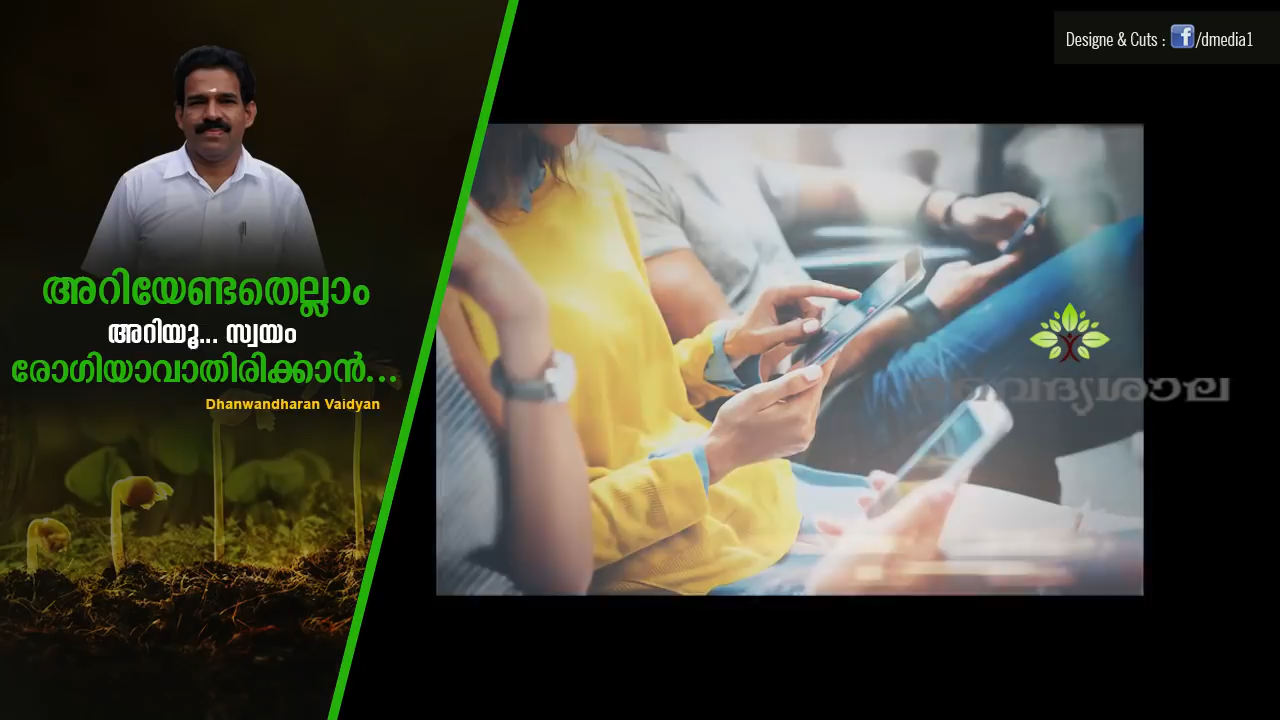 Designe & Cuts : f/dmedia1
അറിയേണ്ടതെല്ലാം
അറിയൂ... സ്വയം
രോഗിയാവാതിരിക്കാൻ...
Dhanwandharan Vaidyan
വൈദ്യശാല